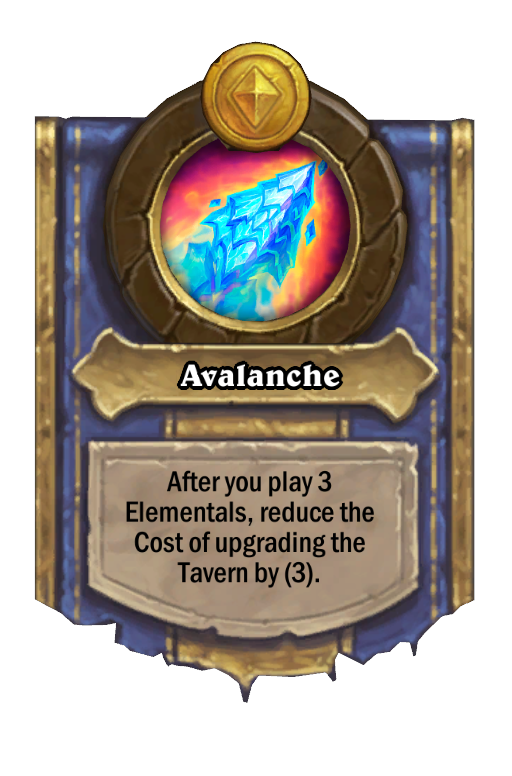 Avalanche
After you play 3
Elementals, reduce the
Cost of upgrading the
Tavern by (3).